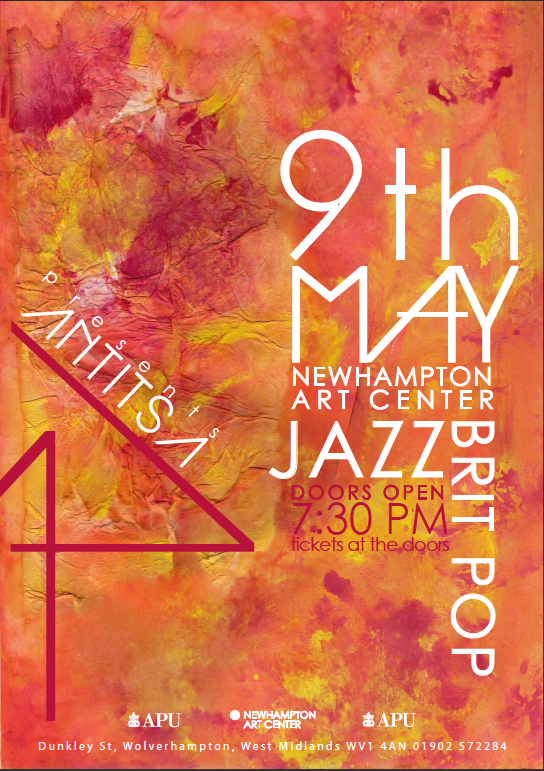 9th
MAY
NEWHAMPTON
ART CENTER
JAZZ
BRIT POP
DOORS OPEN
7:30 PM
tickets at the doors
presents
ANTITSA
4
APU
NEWHAMPTON
ART CENTER
APU
Dunkley St, Wolverhampton, West Midlands WV1 4AN 01902 572284